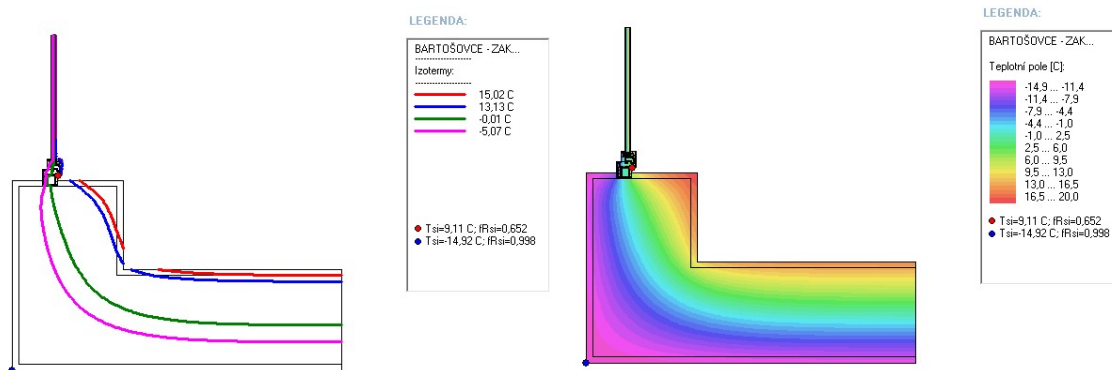 LEGENDA:
BARTOŠOVCE - ZAK...
Izotermy:
15,02 C
13,13 C
-0,01 C
-5,07 C
Tsi=9,11 C; fRsi=0,652
Tsi=-14,92 C; fRsi=0,998
LEGENDA:
BARTOŠOVCE - ZAK...
Teplotní pole [C]:
-14,9 ... -11,4
-11,4 ... -7,9
-7,9 ... -4,4
-4,4 ... -1,0
-1,0 ... 2,5
2,5 ... 6,0
6,0 ... 9,5
9,5 ... 13,0
13,0 ... 16,5
16,5 ... 20,0
Tsi=9,11 C; fRsi=0,652
Tsi=-14,92 C; fRsi=0,998